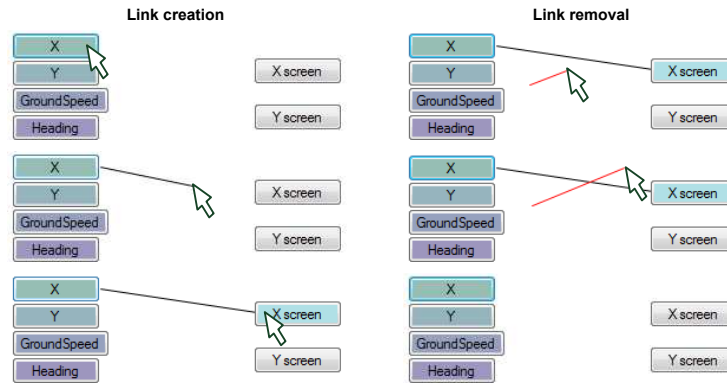 Link creation
X
Y
GroundSpeed
Heading
X screen
Y screen
X
Y
GroundSpeed
Heading
X screen
Y screen
X
Y
GroundSpeed
Heading
X screen
Y screen
Link removal
X
Y
GroundSpeed
Heading
X screen
Y screen
X
Y
GroundSpeed
Heading
X screen
Y screen
X
Y
GroundSpeed
Heading
X screen
Y screen